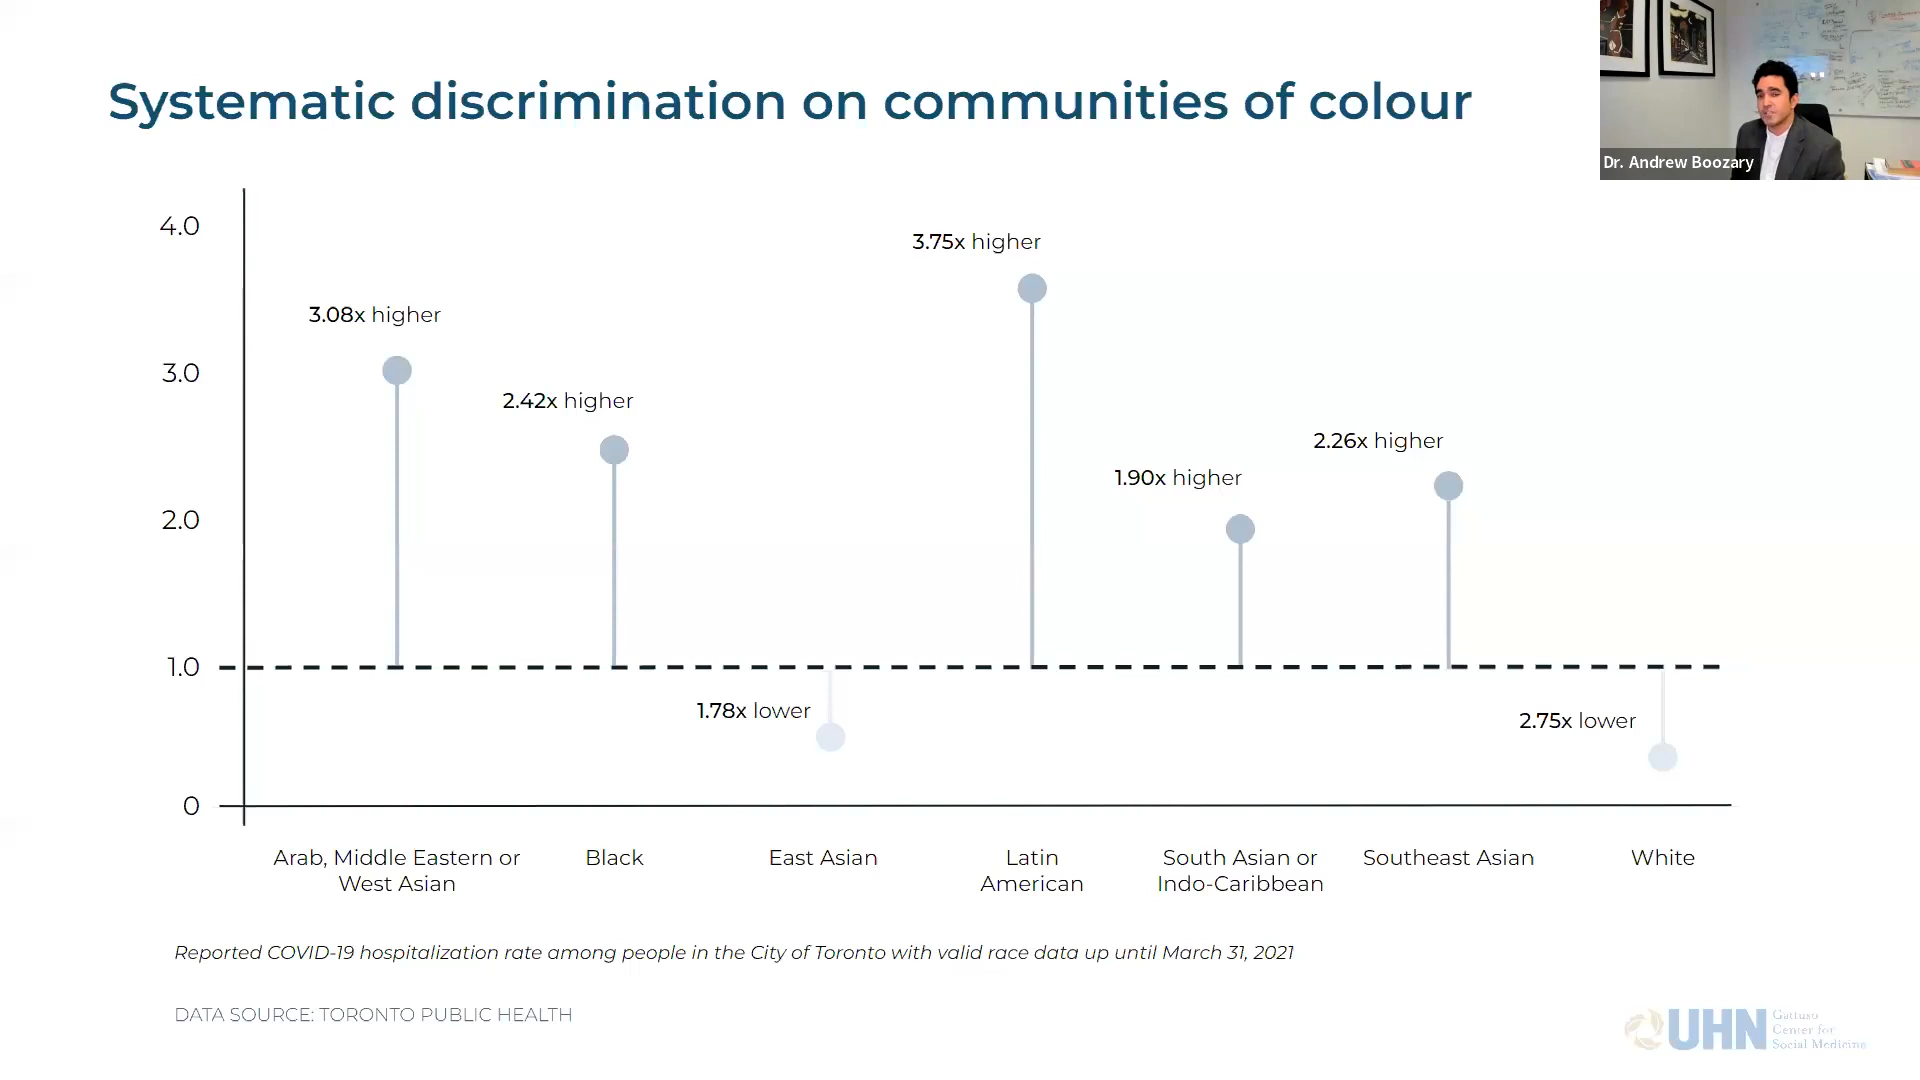 Systematic discrimination on communities of colour
Dr. Andrew Boozary
4.0
3.0
2.0
1.0
0
3.08x higher
2.42x higher
1.78x lower
3.75x higher
1.90x higher
2.26x higher
2.75x lower
Arab, Middle Eastern or
West Asian
Black
East Asian
Latin
American
South Asian or
Indo-Caribbean
Southeast Asian
White
Reported COVID-19 hospitalization rate among people in the City of Toronto with valid race data up until March 31, 2021
DATA SOURCE: TORONTO PUBLIC HEALTH
UHN
Gattuso
Center for
Social Medicine